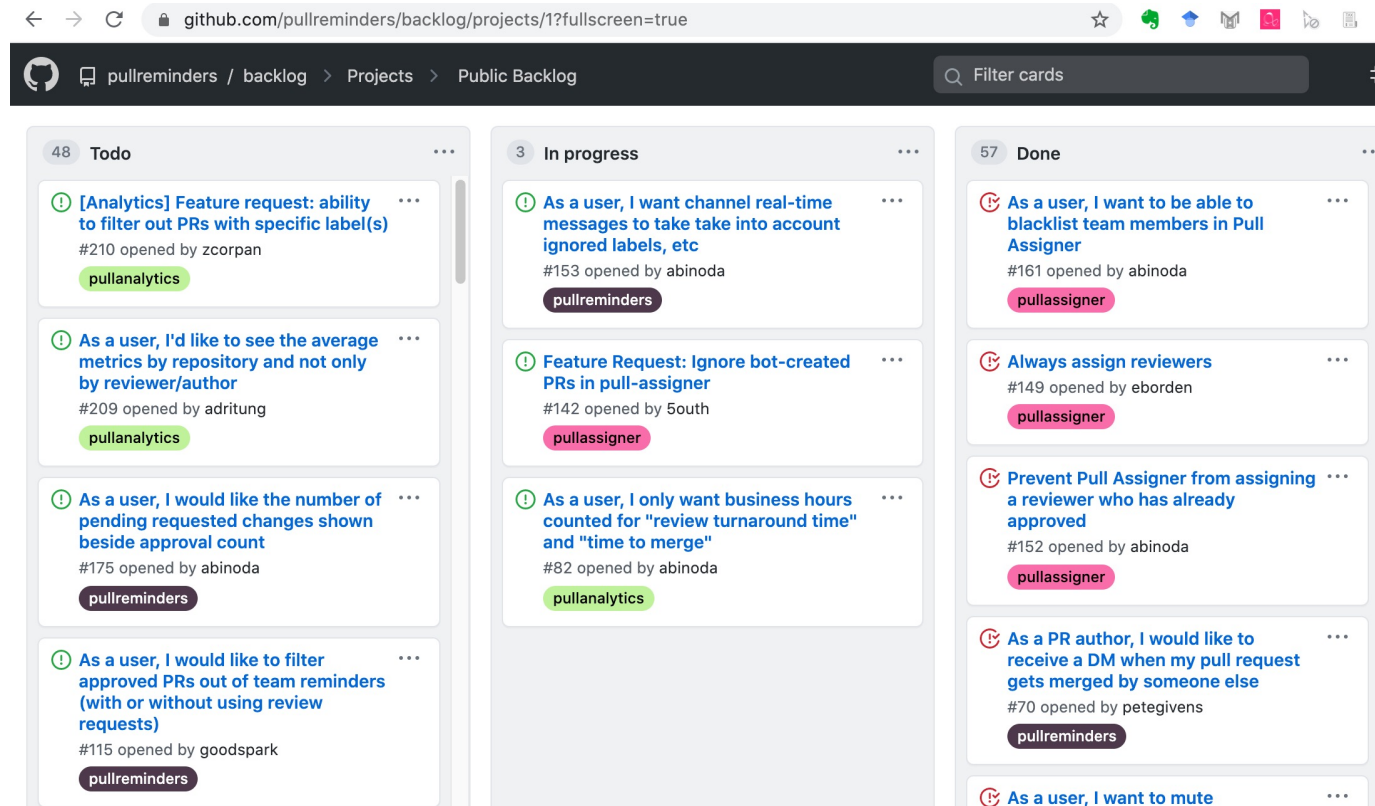 github.com/pullreminders/backlog/projects/1?fullscreen=true
pullreminders / backlog > Projects > Public Backlog
Filter cards
48 Todo
[Analytics] Feature request: ability
to filter out PRs with specific label(s)
#210 opened by zcorpan
pullanalytics
As a user, I'd like to see the average
metrics by repository and not only
by reviewer/author
#209 opened by adritung
pullanalytics
As a user, I would like the number of
pending requested changes shown
beside approval count
#175 opened by abinoda
pullreminders
As a user, I would like to filter
approved PRs out of team reminders
(with or without using review
requests)
#115 opened by goodspark
pullreminders
3 In progress
As a user, I want channel real-time
messages to take take into account
ignored labels, etc
#153 opened by abinoda
pullreminders
Feature Request: Ignore bot-created
PRs in pull-assigner
#142 opened by 5outh
pullassigner
As a user, I only want business hours
counted for "review turnaround time"
and "time to merge"
#82 opened by abinoda
pullanalytics
57 Done
As a user, I want to be able to
blacklist team members in Pull
Assigner
#161 opened by abinoda
pullassigner
Always assign reviewers
#149 opened by eborden
pullassigner
Prevent Pull Assigner from assigning
a reviewer who has already
approved
#152 opened by abinoda
pullassigner
As a PR author, I would like to
receive a DM when my pull request
gets merged by someone else
#70 opened by petegivens
pullreminders
As a user, I want to mute